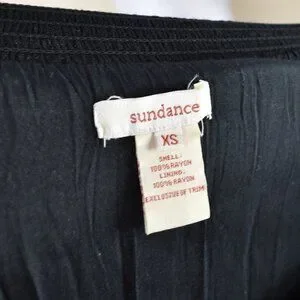 sundance
XS
SHELL:
100% RAYON
LINING:
100% RAYON
EXCLUSIVE OF TRIM